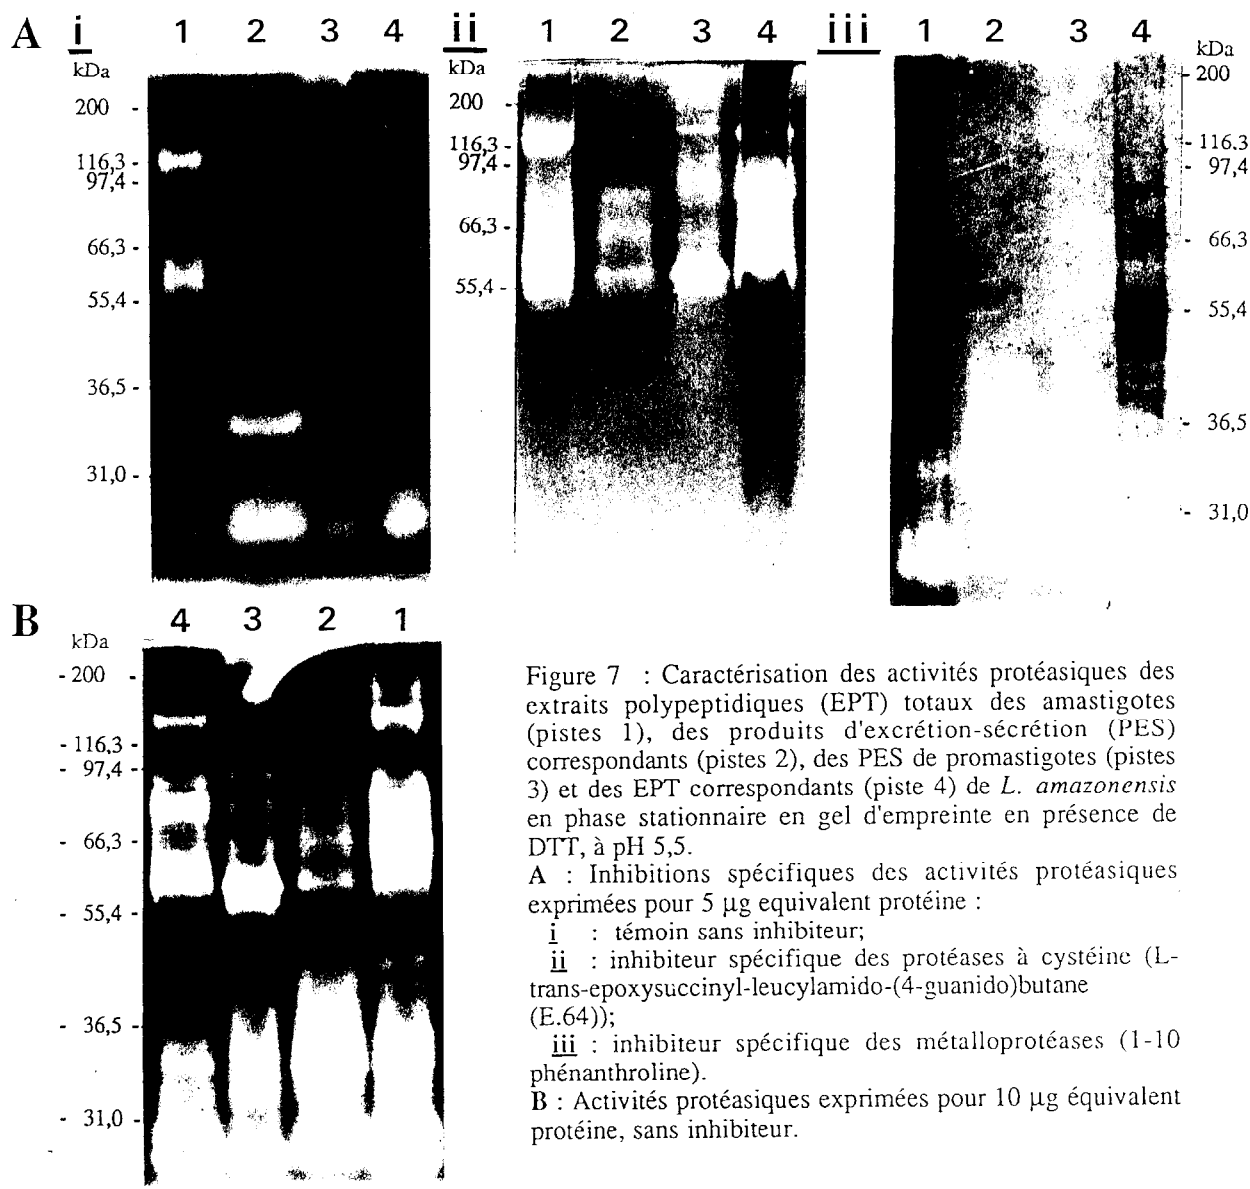 A i 1 2 3 4 ii 1 2 3 4 iii 1 2 3 4
kDa kDa kDa
200 - 200 - - 200
116,3 - 116,3 - - 116.3
97,4 - 97,4 - - 97,4
66,3 - 66,3 - - 66,3
55,4 - 55,4 - - 55,4
36,5 - - 36,5
31,0 - - 31,0
B 4 3 2 1
kDa
- 200 -
- 116,3 -
- 97,4 -
- 66,3 -
- 55,4 -
- 36,5 -
- 31,0 -
Figure 7 : Caractérisation des activités protéasiques des
extraits polypeptidiques (EPT) totaux des amastigotes
(pistes 1), des produits d'excrétion-sécrétion (PES)
correspondants (pistes 2), des PES de promastigotes (pistes
3) et des EPT correspondants (piste 4) de L. amazonensis
en phase stationnaire en gel d'empreinte en présence de
DTT, à pH 5,5.
A : Inhibitions spécifiques des activités protéasiques
exprimées pour 5 µg equivalent protéine :
i : témoin sans inhibiteur;
ii : inhibiteur spécifique des protéases à cystéine (L-
trans-epoxysuccinyl-leucylamido-(4-guanido)butane
(E.64));
iii : inhibiteur spécifique des métalloprotéases (1-10
phénanthroline).
B : Activités protéasiques exprimées pour 10 µg équivalent
protéine, sans inhibiteur.